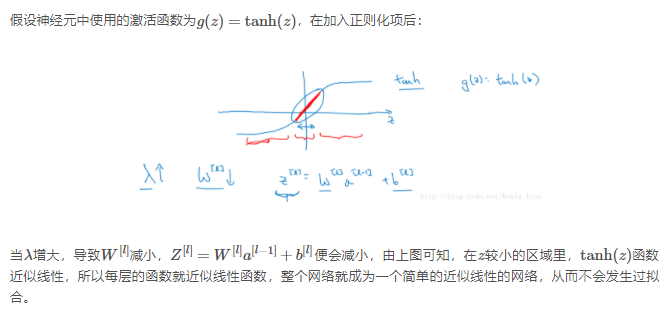 假设神经元中使用的激活函数为g(z) = tanh(z)，在加入正则化项后：
tanh g(z) = tanh(z)
z
λ↑ W^[l]↓ z^[l] = W^[l] a^[l-1] + b^[l]
http://blog.csdn.net/Koala_Tree
当λ增大，导致W^[l]减小，Z^[l] = W^[l]a^[l−1] + b^[l]便会减小，由上图可知，在z较小的区域里，tanh(z)函数
近似线性，所以每层的函数就近似线性函数，整个网络就成为一个简单的近似线性的网络，从而不会发生过拟
合。